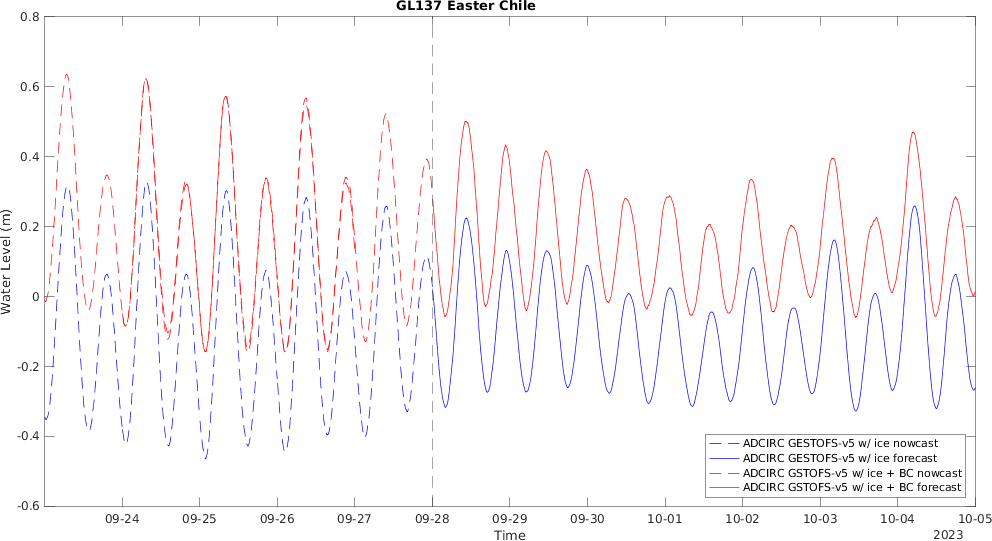 GL137 Easter Chile
0.8
0.6
0.4
0.2
0
-0.2
-0.4
-0.6
Water Level (m)
ADCIRC GESTOFS-v5 w/ ice nowcast
ADCIRC GESTOFS-v5 w/ ice forecast
ADCIRC GSTOFS-v5 w/ ice + BC nowcast
ADCIRC GSTOFS-v5 w/ ice + BC forecast
09-24 09-25 09-26 09-27 09-28 09-29 09-30 10-01 10-02 10-03 10-04 10-05
Time
2023